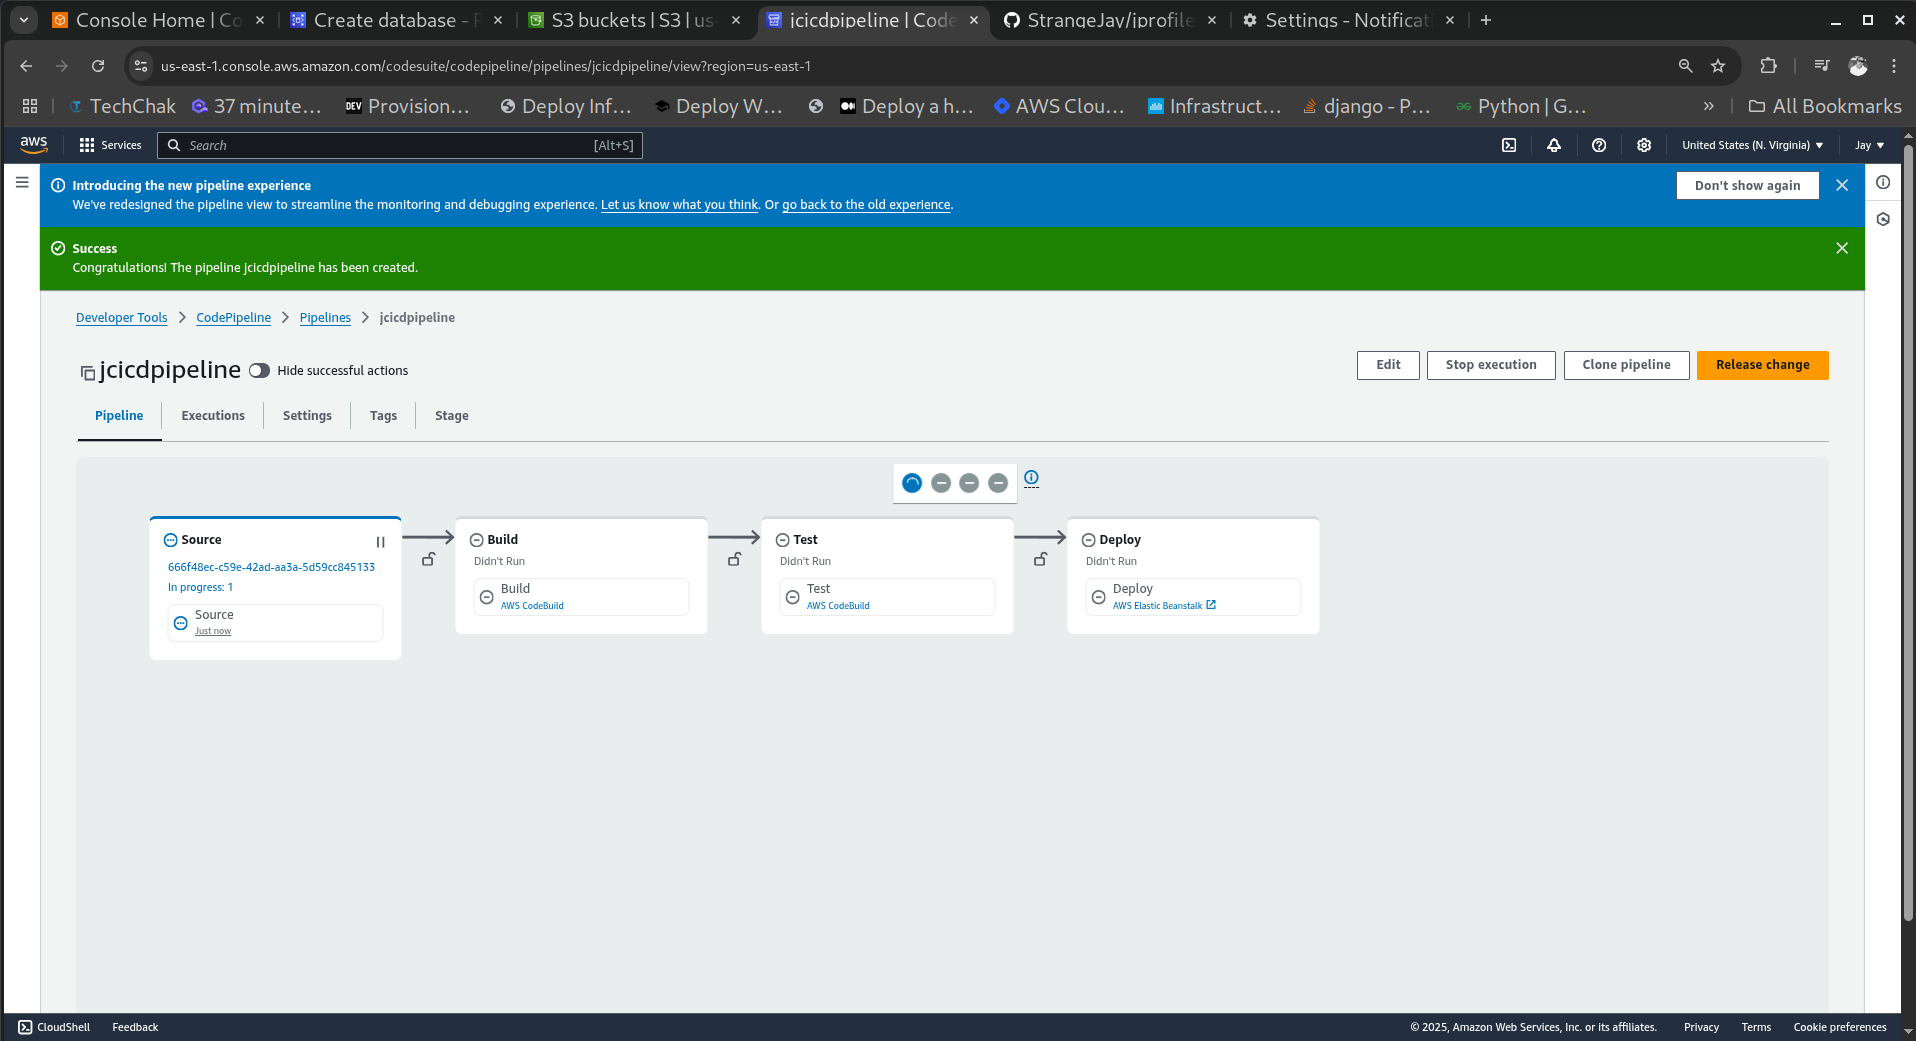 Console Home | Co
Create database - R
S3 buckets | S3 | us-
jcicdpipeline | Code
StrangeJay/jprofile
Settings - Notificat
us-east-1.console.aws.amazon.com/codesuite/codepipeline/pipelines/jcicdpipeline/view?region=us-east-1
TechChak
37 minute...
DEV Provision...
Deploy Inf...
Deploy W...
Deploy a h...
AWS Clou...
Infrastruct...
django - P...
Python | G...
»
All Bookmarks
aws
Services
Search
[Alt+S]
United States (N. Virginia)
Jay
Introducing the new pipeline experience
We've redesigned the pipeline view to streamline the monitoring and debugging experience. Let us know what you think. Or go back to the old experience.
Don't show again
Success
Congratulations! The pipeline jcicdpipeline has been created.
Developer Tools > CodePipeline > Pipelines > jcicdpipeline
jcicdpipeline
Hide successful actions
Edit
Stop execution
Clone pipeline
Release change
Pipeline
Executions
Settings
Tags
Stage
Source
666f48ec-c59e-42ad-aa3a-5d59cc845133
In progress: 1
Source
Just now
Build
Didn't Run
Build
AWS CodeBuild
Test
Didn't Run
Test
AWS CodeBuild
Deploy
Didn't Run
Deploy
AWS Elastic Beanstalk
CloudShell
Feedback
© 2025, Amazon Web Services, Inc. or its affiliates.
Privacy
Terms
Cookie preferences